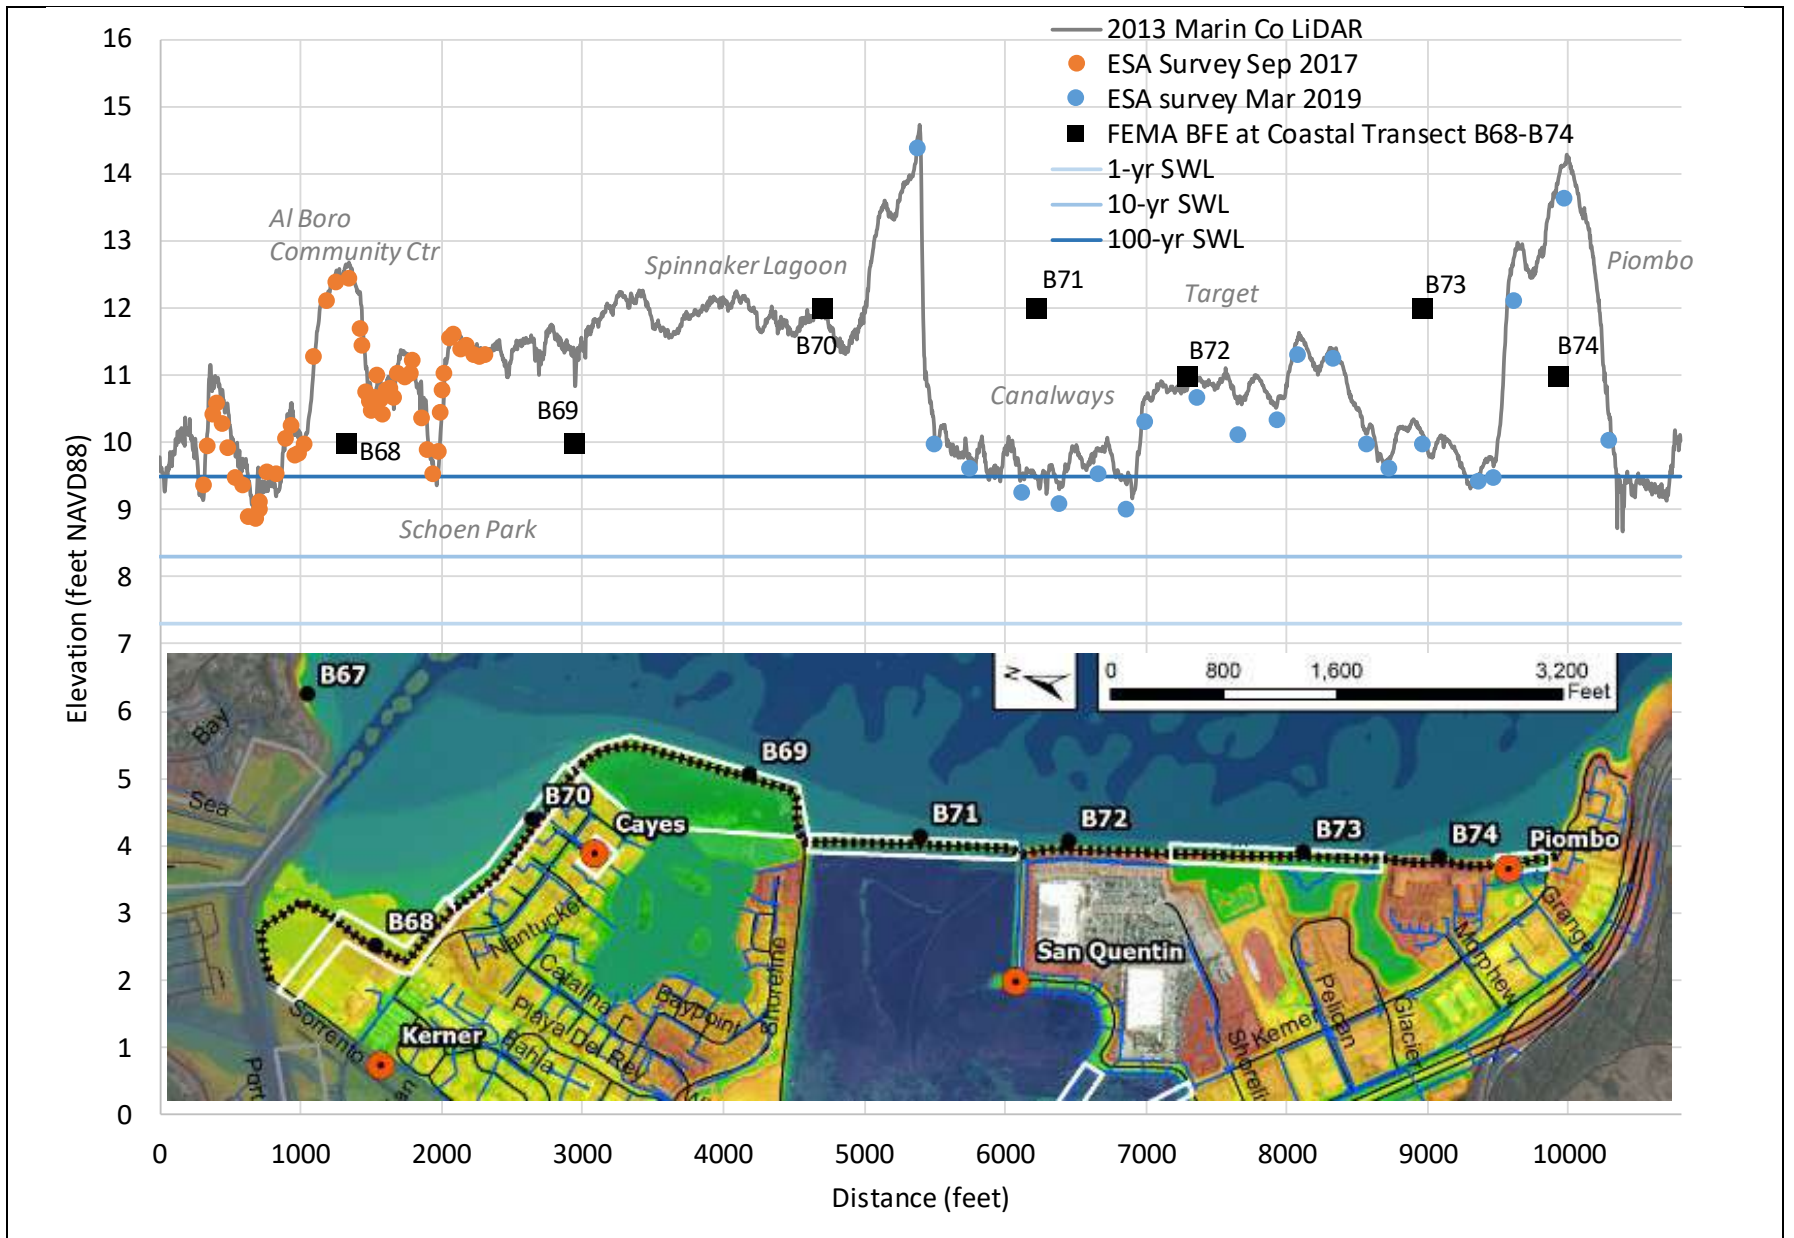 2013 Marin Co LiDAR
ESA Survey Sep 2017
ESA survey Mar 2019
FEMA BFE at Coastal Transect B68-B74
1-yr SWL
10-yr SWL
100-yr SWL
16
15
14
13
12
11
10
9
8
7
6
5
4
3
2
1
0
Elevation (feet NAVD88)
Al Boro
Community Ctr
Spinnaker Lagoon
Piombo
Target
Canalways
Schoen Park
B68
B69
B70
B71
B72
B73
B74
N
0 800 1,600 3,200
Feet
B67
Bay
Sea
B69
B70
Cayes
B71
B72
B73
B74
Piombo
B68
Nantucket
Catalina
Playa Del Rey
Bahia
Baypoint
Shoreline
San Quentin
Kerner
Sorrento
Port
Kerner
Pelican
Glacier
Morphew
Grange
Shoreli
0 1000 2000 3000 4000 5000 6000 7000 8000 9000 10000
Distance (feet)